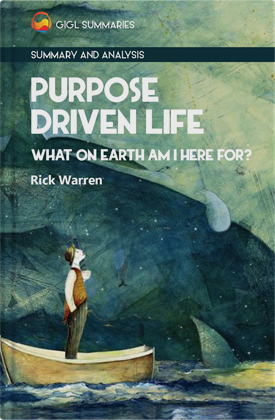 GIGL SUMMARIES
SUMMARY AND ANALYSIS
PURPOSE
DRIVEN LIFE
WHAT ON EARTH AM I HERE FOR?
Rick Warren